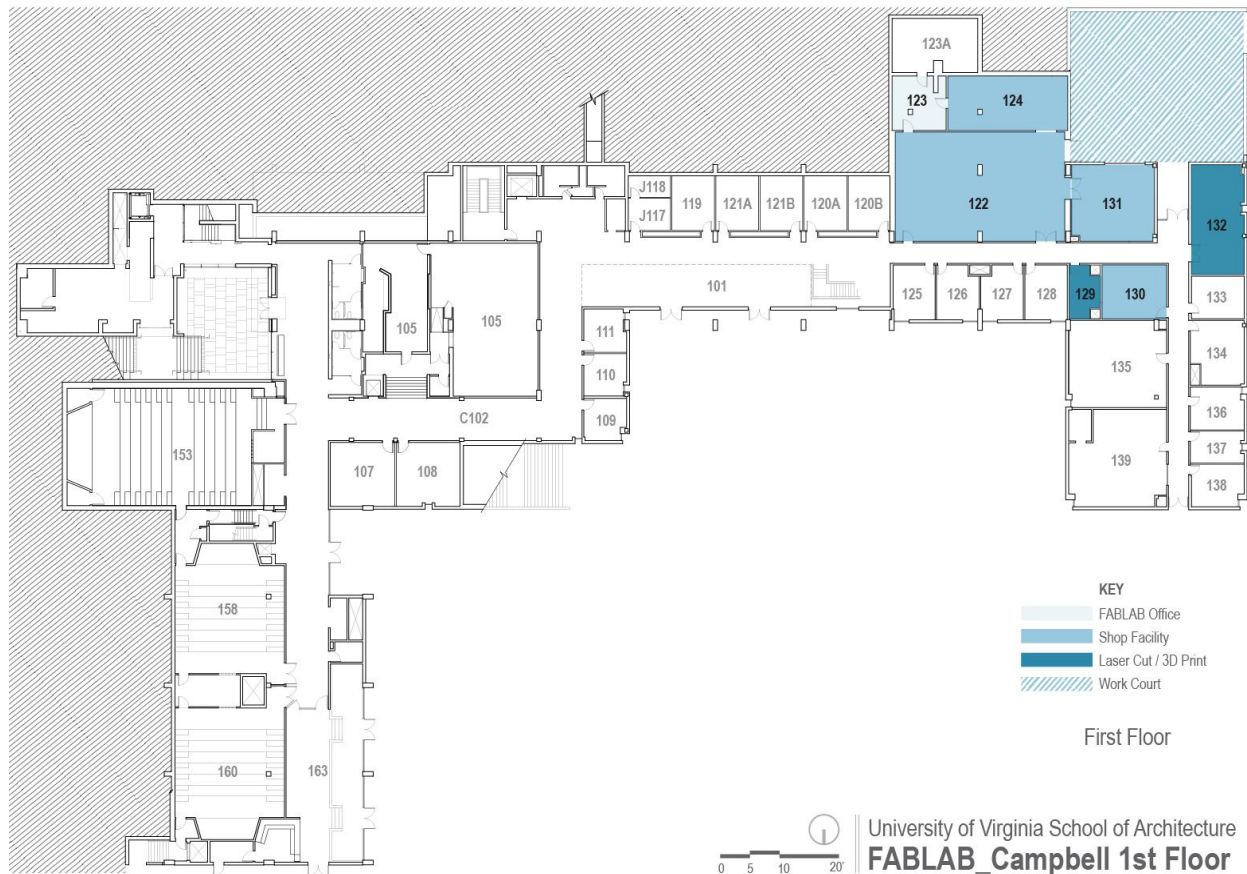 123A
123
124
J118
J117
119
121A
121B
120A
120B
122
131
132
101
125
126
127
128
129
130
133
105
105
111
110
109
134
135
136
137
138
139
C102
153
107
108
158
160
163
KEY
FABLAB Office
Shop Facility
Laser Cut / 3D Print
Work Court
First Floor
0 5 10 20'
University of Virginia School of Architecture
FABLAB_Campbell 1st Floor